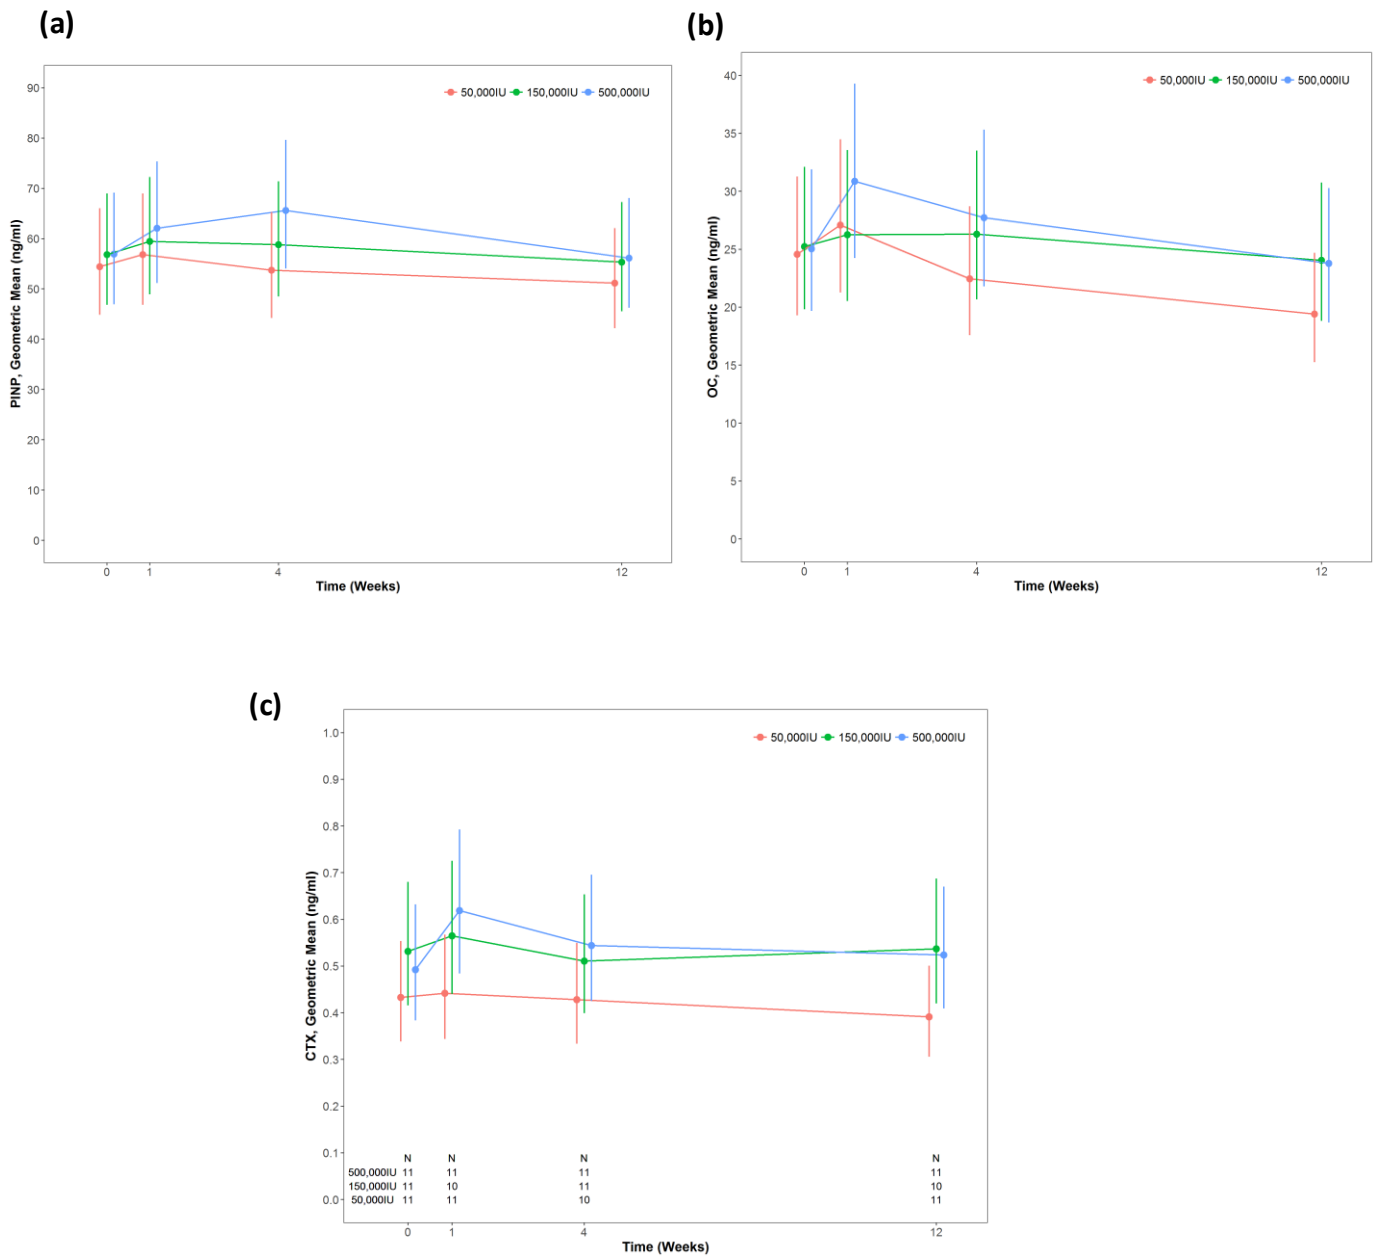 (a)
50,000IU 150,000IU 500,000IU
90
80
70
60
50
40
30
20
10
0
PINP, Geometric Mean (ng/ml)
0 1 4 12
Time (Weeks)
(b)
50,000IU 150,000IU 500,000IU
40
35
30
25
20
15
10
5
0
OC, Geometric Mean (ng/ml)
0 1 4 12
Time (Weeks)
(c)
50,000IU 150,000IU 500,000IU
1.0
0.9
0.8
0.7
0.6
0.5
0.4
0.3
0.2
0.1
0.0
CTX, Geometric Mean (ng/ml)
N N N N
500,000IU 11 11 11 11
150,000IU 11 10 11 10
50,000IU 11 11 10 11
0 1 4 12
Time (Weeks)